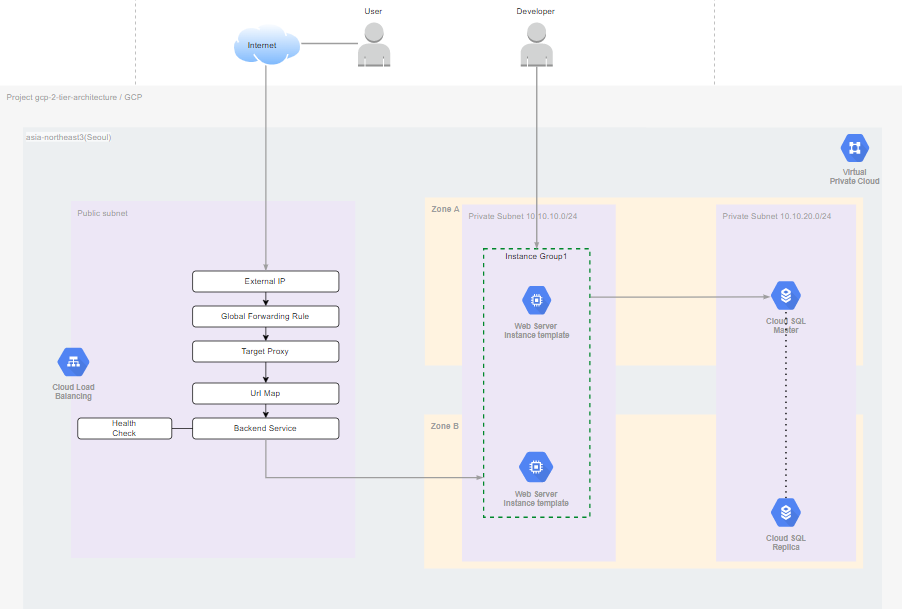 User
Developer
Internet
Project gcp-2-tier-architecture / GCP
asia-northeast3(Seoul)
Virtual
Private Cloud
Public subnet
Zone A
Private Subnet 10.10.10.0/24
Private Subnet 10.10.20.0/24
Instance Group1
External IP
Global Forwarding Rule
Target Proxy
Url Map
Backend Service
Health
Check
Cloud Load
Balancing
Web Server
Instance template
Cloud SQL
Master
Zone B
Web Server
Instance template
Cloud SQL
Replica